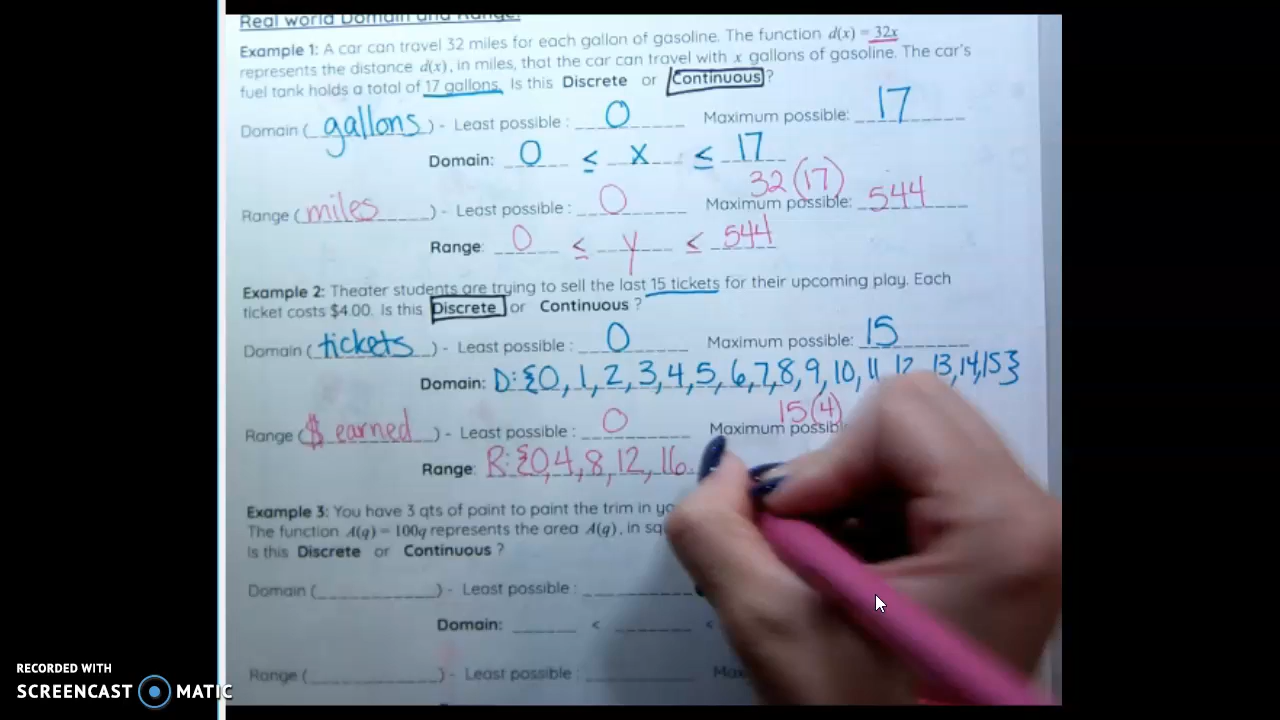 Real world Domain and Range:
Example 1: A car can travel 32 miles for each gallon of gasoline. The function d(x) = 32x
represents the distance d(x), in miles, that the car can travel with x gallons of gasoline. The car's
fuel tank holds a total of 17 gallons. Is this Discrete or Continuous?
Domain (gallons) - Least possible: 0 Maximum possible: 17
Domain: 0 ≤ x ≤ 17
32(17)
Range (miles) - Least possible: 0 Maximum possible: 544
Range: 0 ≤ y ≤ 544
Example 2: Theater students are trying to sell the last 15 tickets for their upcoming play. Each
ticket costs $4.00. Is this Discrete or Continuous?
Domain (tickets) - Least possible: 0 Maximum possible: 15
Domain: D:{0, 1, 2, 3, 4, 5, 6, 7, 8, 9, 10, 11, 12, 13, 14, 15}
15(4)
Range ($ earned) - Least possible: 0 Maximum
Range: R:{0, 4, 8, 12, 16
Example 3: You have 3 qts of paint to paint the trim in
The function A(q) = 100q represents the area A(q), in
Is this Discrete or Continuous?
Domain ( ) - Least possible:
Domain: < <
Range ( ) - Least possible:
RECORDED WITH
SCREENCAST MATIC